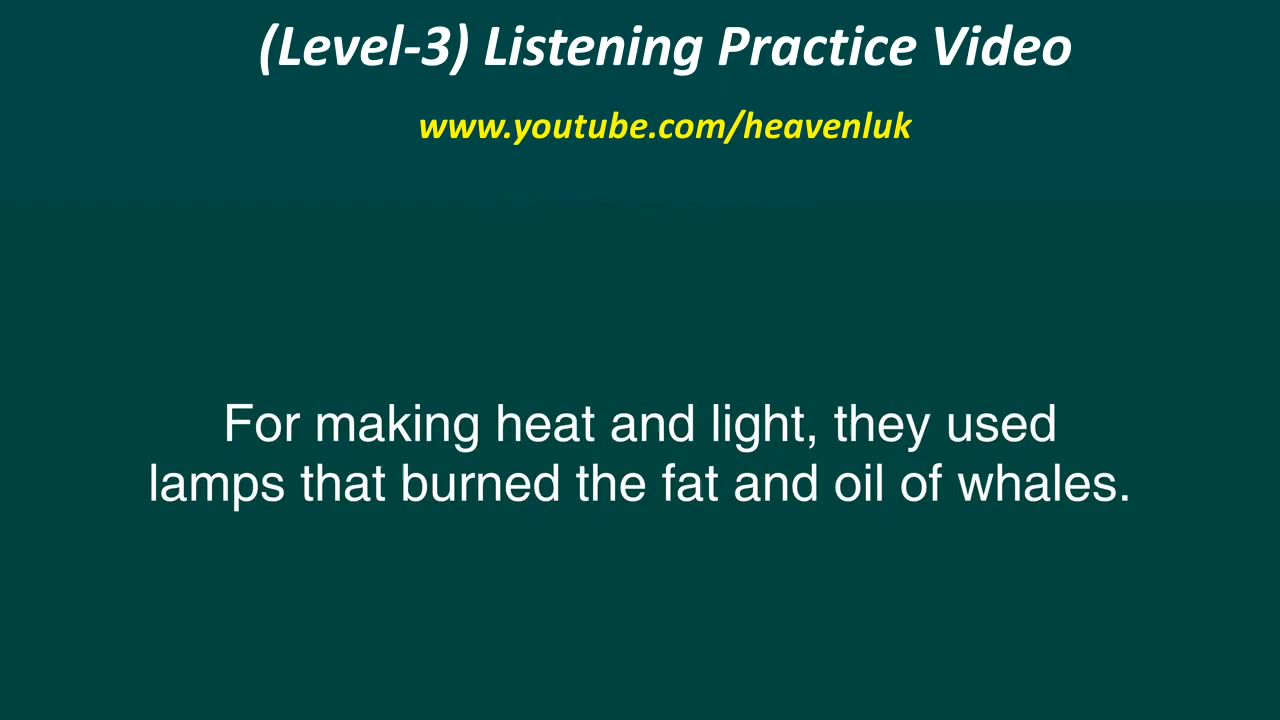 (Level-3) Listening Practice Video
www.youtube.com/heavenluk
For making heat and light, they used
lamps that burned the fat and oil of whales.